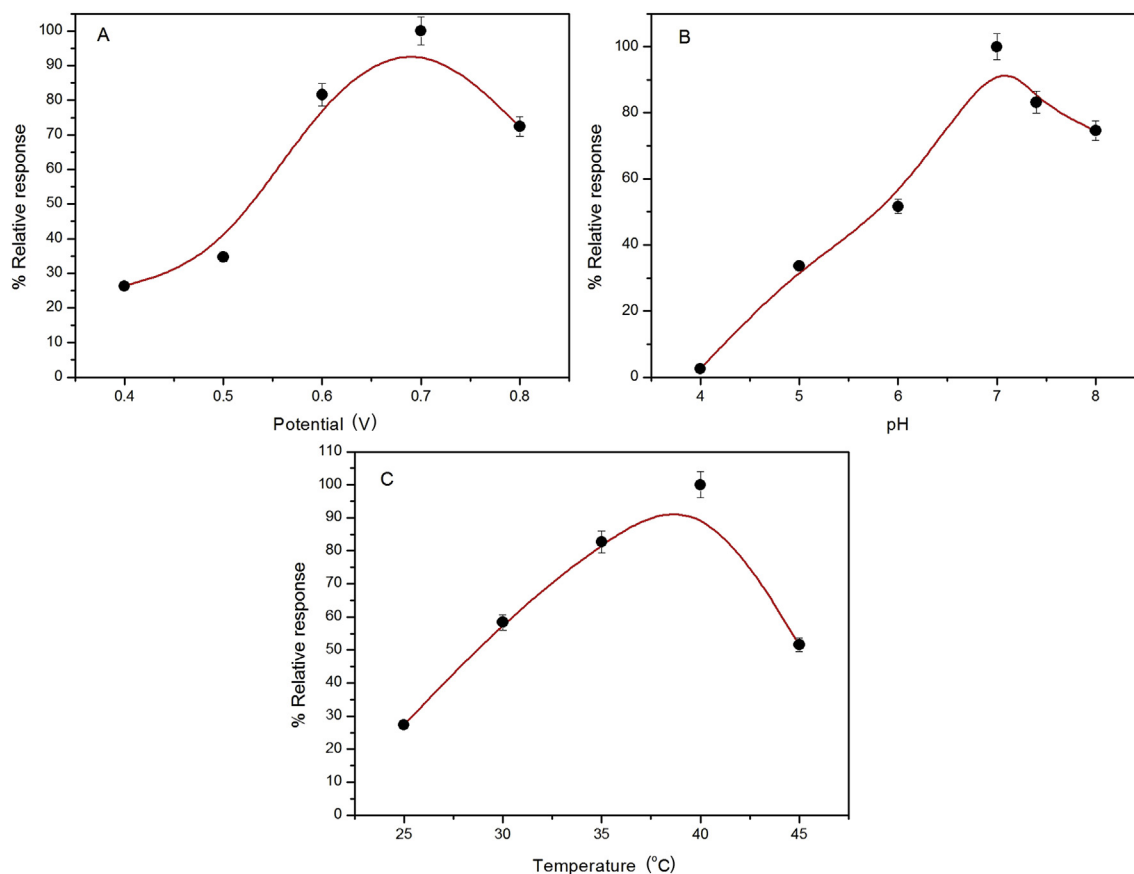 A
% Relative response
100
90
80
70
60
50
40
30
20
10
0
0.4 0.5 0.6 0.7 0.8
Potential (V)
B
% Relative response
100
80
60
40
20
0
4 5 6 7 8
pH
C
% Relative response
110
100
90
80
70
60
50
40
30
20
10
0
25 30 35 40 45
Temperature (°C)